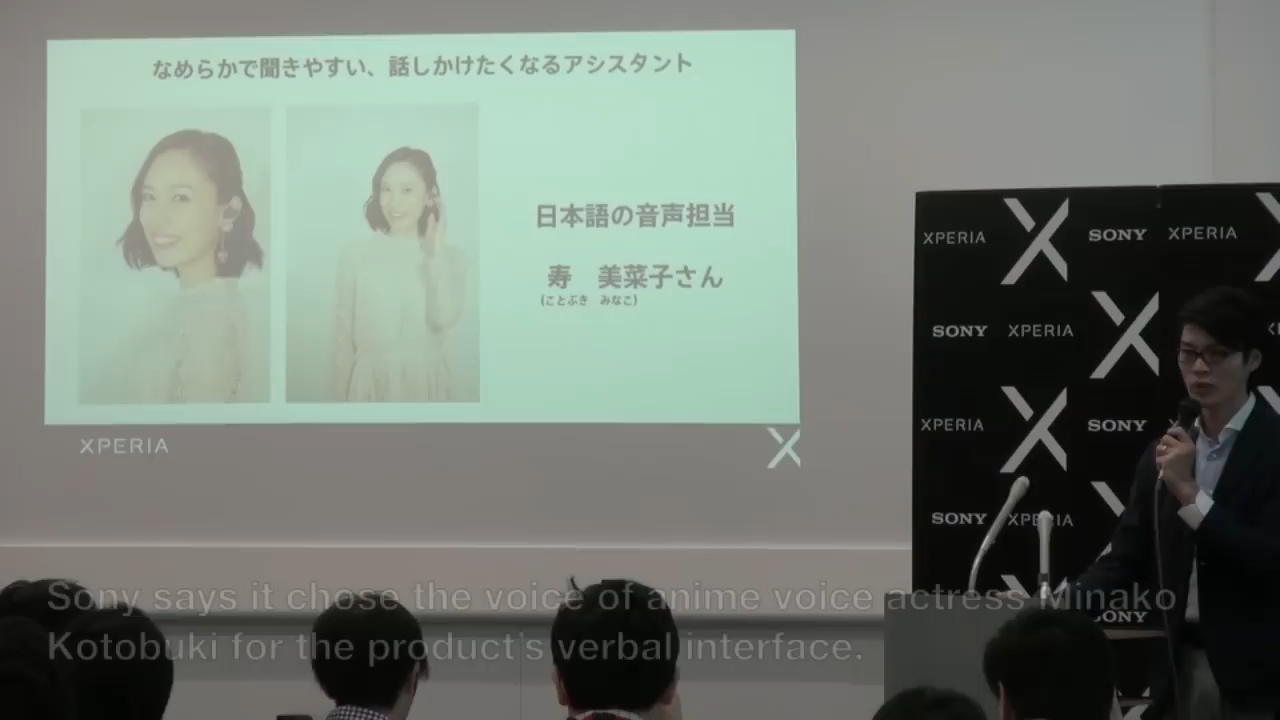 なめらかで聞きやすい、話しかけたくなるアシスタント
日本語の音声担当
寿 美菜子さん
(ことぶき みなこ)
XPERIA
X
XPERIA X SONY XPERIA
SONY XPERIA X
XPERIA X SONY
SONY XPERIA
SONY
Sony says it chose the voice of anime voice actress Minako
Kotobuki for the product's verbal interface.